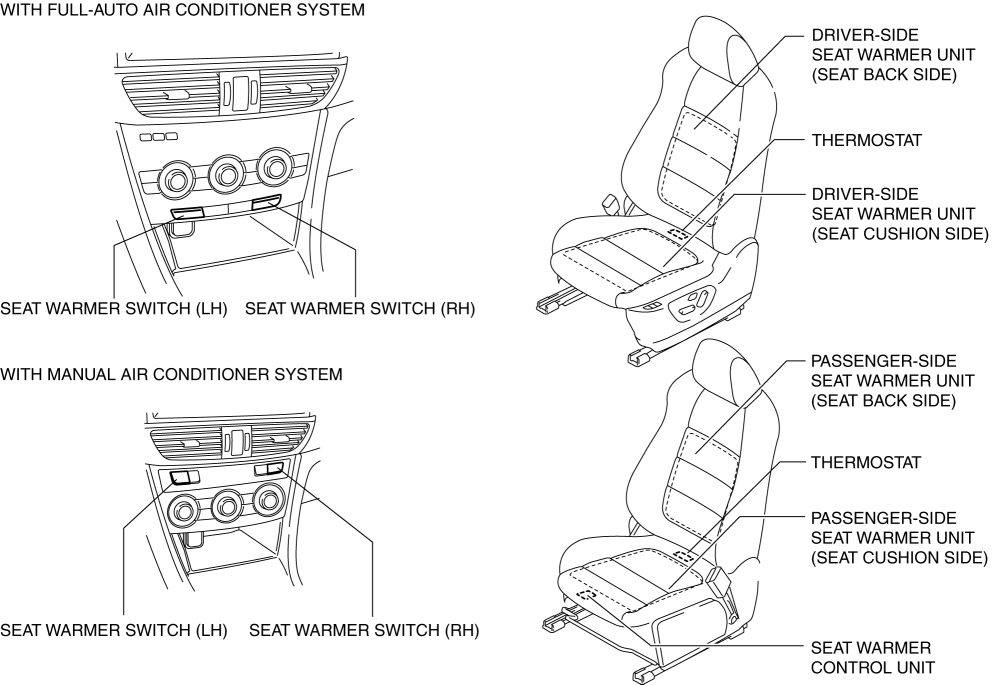 WITH FULL-AUTO AIR CONDITIONER SYSTEM
SEAT WARMER SWITCH (LH)
SEAT WARMER SWITCH (RH)
WITH MANUAL AIR CONDITIONER SYSTEM
SEAT WARMER SWITCH (LH)
SEAT WARMER SWITCH (RH)
DRIVER-SIDE
SEAT WARMER UNIT
(SEAT BACK SIDE)
THERMOSTAT
DRIVER-SIDE
SEAT WARMER UNIT
(SEAT CUSHION SIDE)
PASSENGER-SIDE
SEAT WARMER UNIT
(SEAT BACK SIDE)
THERMOSTAT
PASSENGER-SIDE
SEAT WARMER UNIT
(SEAT CUSHION SIDE)
SEAT WARMER
CONTROL UNIT